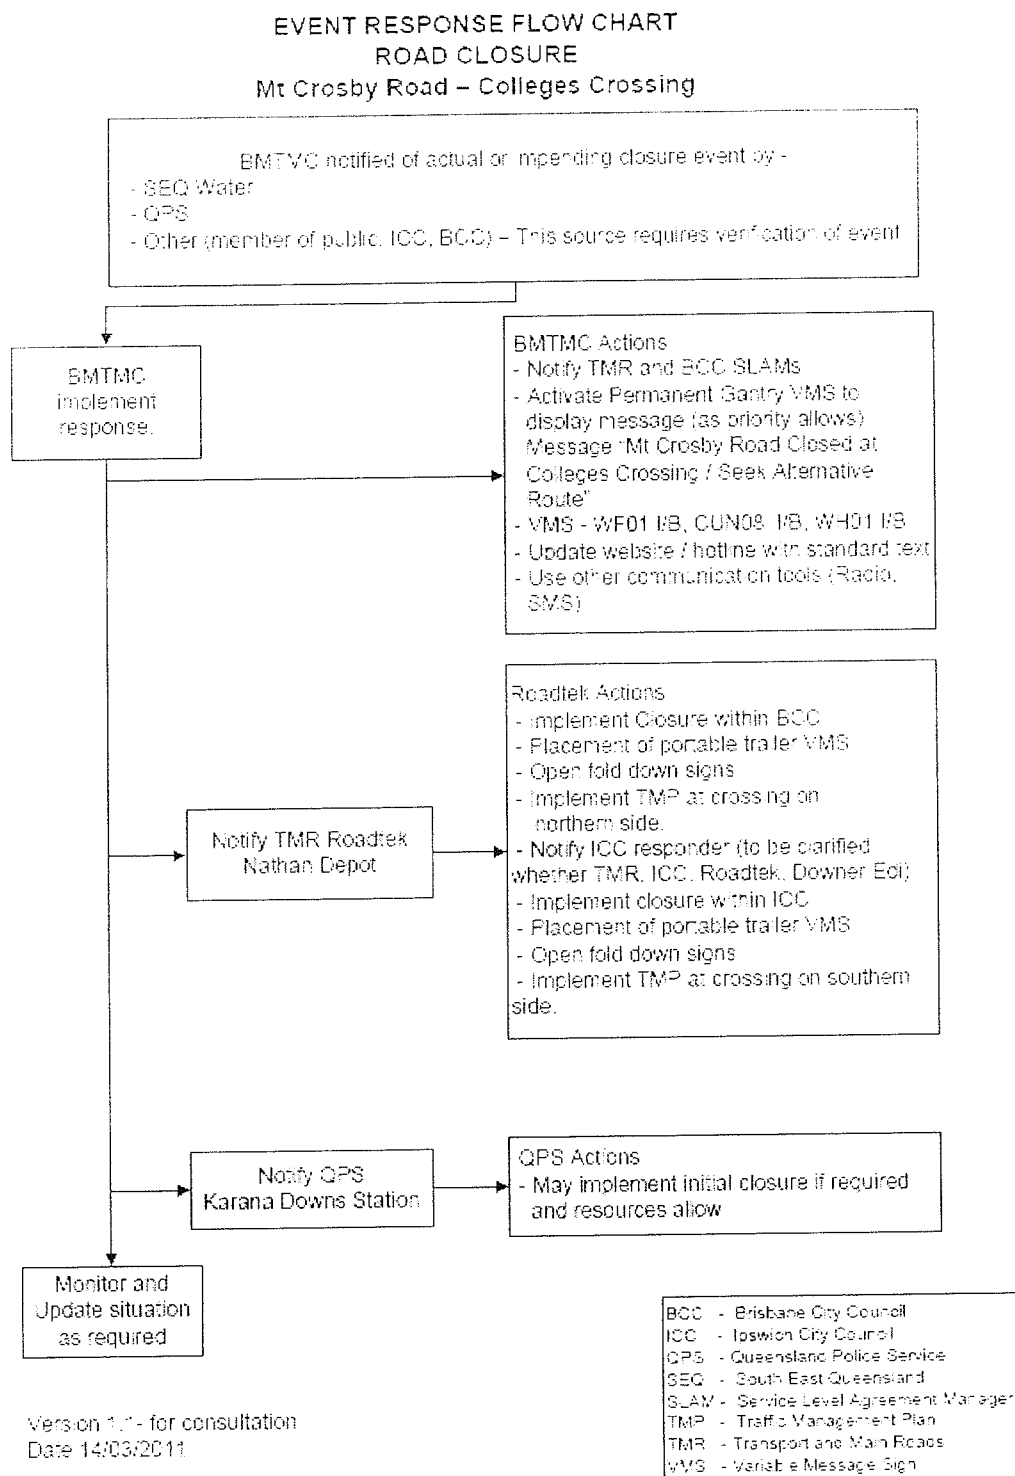 EVENT RESPONSE FLOW CHART
ROAD CLOSURE
Mt Crosby Road – Colleges Crossing
BMTMC notified of actual or impending closure event by -
- SEQ Water
- QPS
- Other (member of public, ICC, BCC) – This source requires verification of event
BMTMC
implement
response.
BMTMC Actions
- Notify TMR and BCC SLAMs
- Activate Permanent Gantry VMS to
display message (as priority allows)
Message "Mt Crosby Road Closed at
Colleges Crossing / Seek Alternative
Route"
- VMS - WF01 I/B, CUN08 I/B, WH01 I/B
- Update website / hotline with standard text
- Use other communication tools (Radio,
SMS)
Roadtek Actions
- Implement Closure within BCC
- Placement of portable trailer VMS
- Open fold down signs
- Implement TMP at crossing on
northern side.
- Notify ICC responder (to be clarified
whether TMR, ICC, Roadtek, Downer Edi)
- Implement closure within ICC
- Placement of portable trailer VMS
- Open fold down signs
- Implement TMP at crossing on southern
side.
Notify TMR Roadtek
Nathan Depot
Notify QPS
Karana Downs Station
QPS Actions
- May implement initial closure if required
and resources allow
Monitor and
Update situation
as required
BCC - Brisbane City Council
ICC - Ipswich City Council
QPS - Queensland Police Service
SEQ - South East Queensland
SLAM - Service Level Agreement Manager
TMP - Traffic Management Plan
TMR - Transport and Main Roads
VMS - Variable Message Sign
Version 1.1 - for consultation
Date 14/03/2011